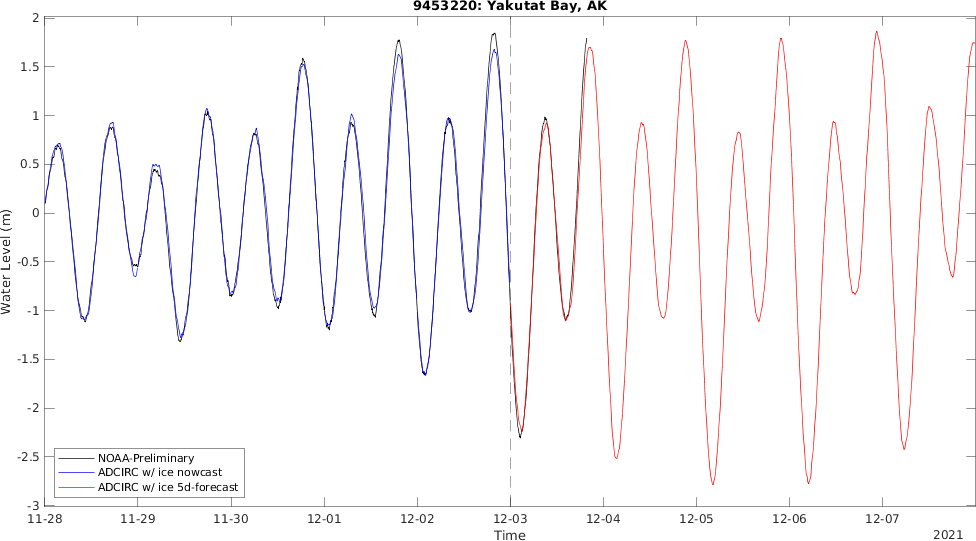 9453220: Yakutat Bay, AK
2
1.5
1
0.5
0
-0.5
-1
-1.5
-2
-2.5
-3
Water Level (m)
NOAA-Preliminary
ADCIRC w/ ice nowcast
ADCIRC w/ ice 5d-forecast
11-28 11-29 11-30 12-01 12-02 12-03 12-04 12-05 12-06 12-07
Time
2021